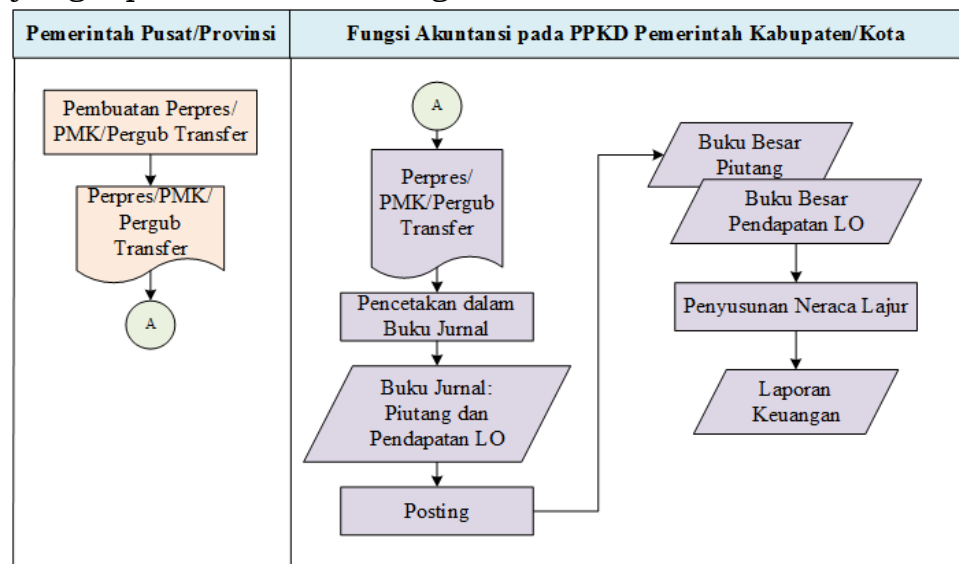 Pemerintah Pusat/Provinsi
Fungsi Akuntansi pada PPKD Pemerintah Kabupaten/Kota
Pembuatan Perpres/
PMK/Pergub Transfer
Perpres/PMK/
Pergub
Transfer
A
A
Perpres/
PMK/Pergub
Transfer
Pencetakan dalam
Buku Jurnal
Buku Jurnal:
Piutang dan
Pendapatan LO
Posting
Buku Besar
Piutang
Buku Besar
Pendapatan LO
Penyusunan Neraca Lajur
Laporan
Keuangan